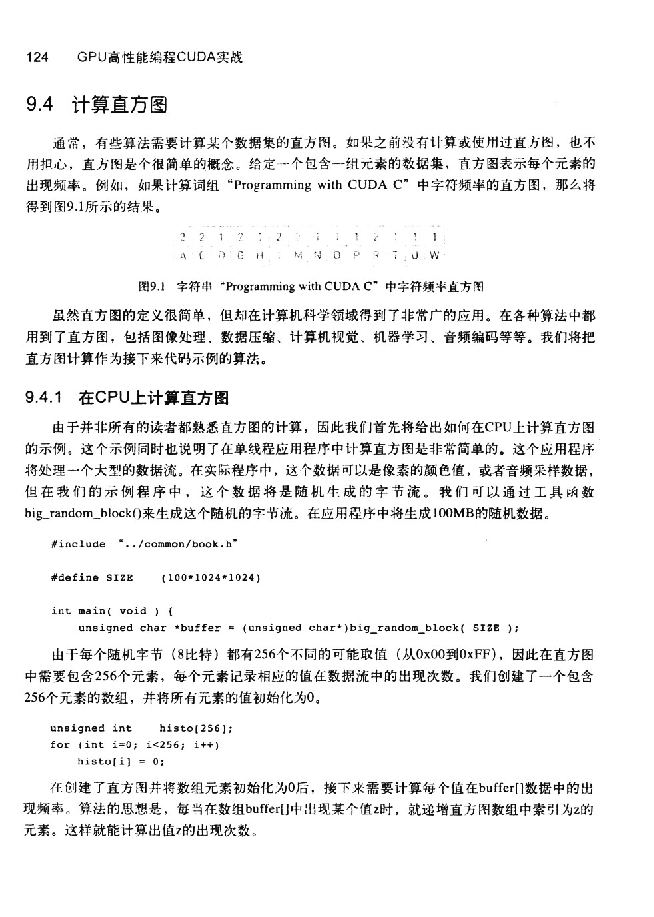 124 GPU高性能编程CUDA实战
9.4 计算直方图
通常，有些算法需要计算某个数据集的直方图。如果之前没有计算或使用过直方图，也不
用担心，直方图是个很简单的概念。给定一个包含一组元素的数据集，直方图表示每个元素的
出现频率。例如，如果计算词组“Programming with CUDA C”中字符频率的直方图，那么将
得到图9.1所示的结果。
2 2 1 2 1 2 2 1 1 1 2 1 1 1
A C D G H I M N O P R T U W
图9.1 字符串“Programming with CUDA C”中字符频率直方图
虽然直方图的定义很简单，但却在计算机科学领域得到了非常广的应用。在各种算法中都
用到了直方图，包括图像处理、数据压缩、计算机视觉、机器学习、音频编码等等。我们将把
直方图计算作为接下来代码示例的算法。
9.4.1 在CPU上计算直方图
由于并非所有的读者都熟悉直方图的计算，因此我们首先将给出如何在CPU上计算直方图
的示例。这个示例同时也说明了在单线程应用程序中计算直方图是非常简单的。这个应用程序
将处理一个大型的数据流。在实际程序中，这个数据可以是像素的颜色值，或者音频采样数据，
但在我们的示例程序中，这个数据将是随机生成的字节流。我们可以通过工具函数
big_random_block()来生成这个随机的字节流。在应用程序中将生成100MB的随机数据。
#include “../common/book.h”
#define SIZE (100*1024*1024)
int main( void ) {
unsigned char *buffer = (unsigned char*)big_random_block( SIZE );
由于每个随机字节（8比特）都有256个不同的可能取值（从0x00到0xFF），因此在直方图
中需要包含256个元素，每个元素记录相应的值在数据流中的出现次数。我们创建了一个包含
256个元素的数组，并将所有元素的值初始化为0。
unsigned int histo[256];
for (int i=0; i<256; i++)
histo[i] = 0;
在创建了直方图并将数组元素初始化为0后，接下来需要计算每个值在buffer[]数据中的出
现频率。算法的思想是，每当在数组buffer[]中出现某个值z时，就递增直方图数组中索引为z的
元素。这样就能计算出值z的出现次数。